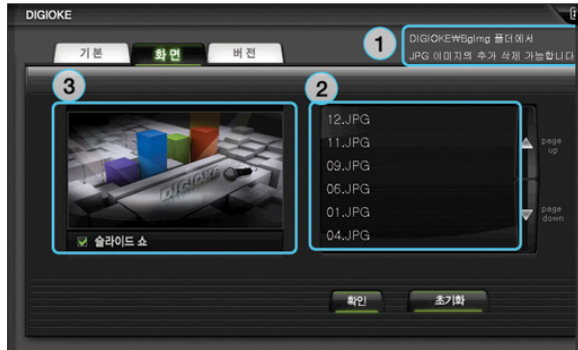 DIGIOKE
DIGIOKE₩BgImg 폴더에서
JPG 이미지의 추가 삭제 가능합니다
1
기본
화면
버전
3
2
DIGIOKE
슬라이드 쇼
12.JPG
11.JPG
09.JPG
06.JPG
01.JPG
04.JPG
page
up
page
down
확인
초기화